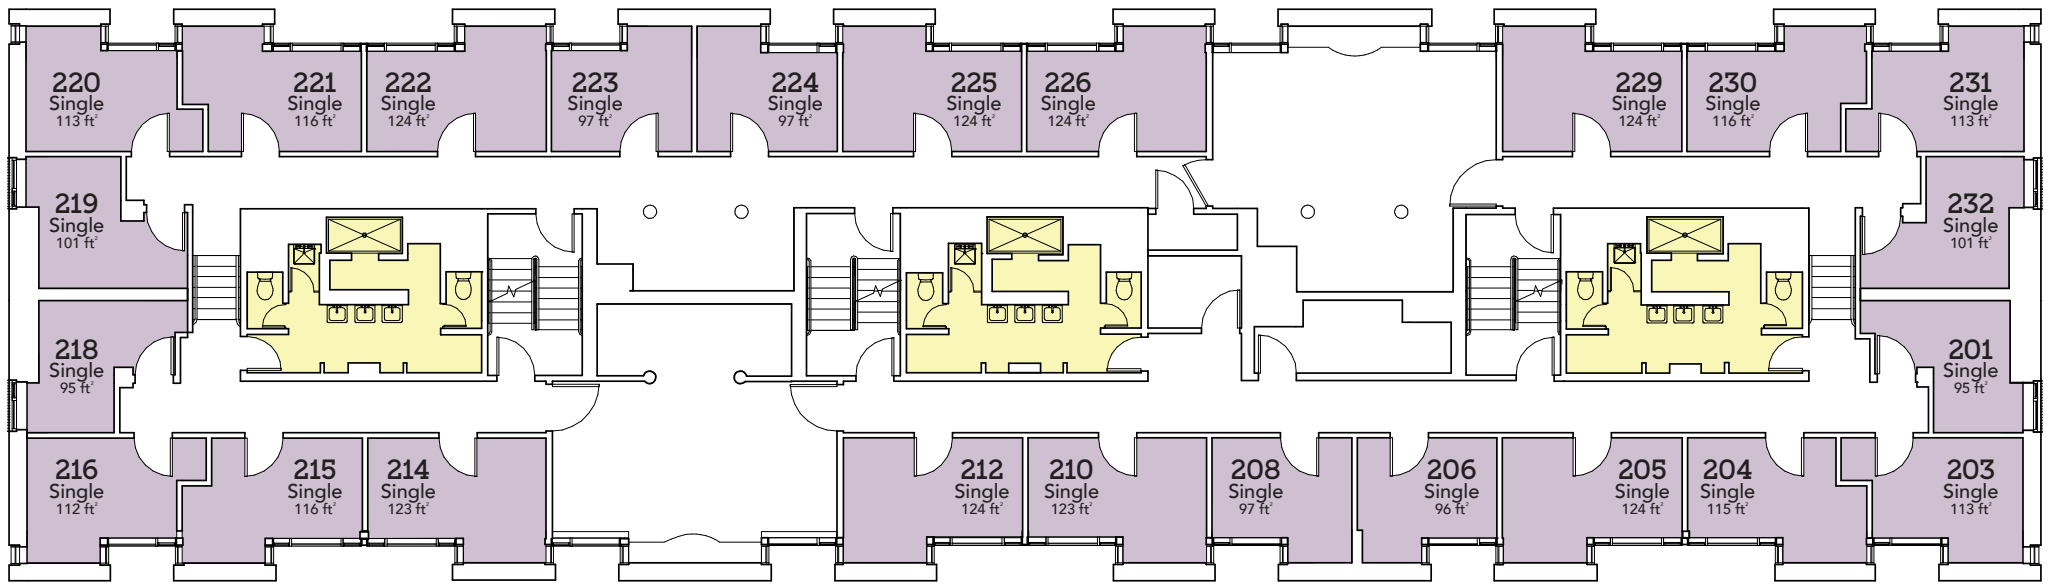 220
Single
113 ft²
221
Single
116 ft²
222
Single
124 ft²
223
Single
97 ft²
224
Single
97 ft²
225
Single
124 ft²
226
Single
124 ft²
229
Single
124 ft²
230
Single
116 ft²
231
Single
113 ft²
219
Single
101 ft²
232
Single
101 ft²
218
Single
95 ft²
201
Single
95 ft²
216
Single
112 ft²
215
Single
116 ft²
214
Single
123 ft²
212
Single
124 ft²
210
Single
123 ft²
208
Single
97 ft²
206
Single
96 ft²
205
Single
124 ft²
204
Single
115 ft²
203
Single
113 ft²